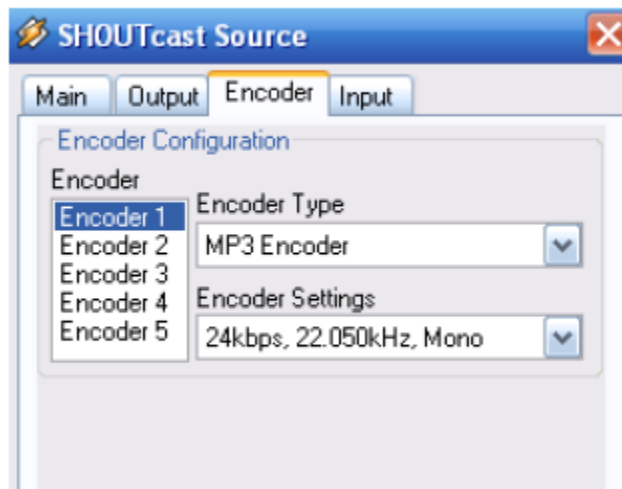 SHOUTcast Source
Main Output Encoder Input
Encoder Configuration
Encoder
Encoder 1
Encoder 2
Encoder 3
Encoder 4
Encoder 5
Encoder Type
MP3 Encoder
Encoder Settings
24kbps, 22.050kHz, Mono